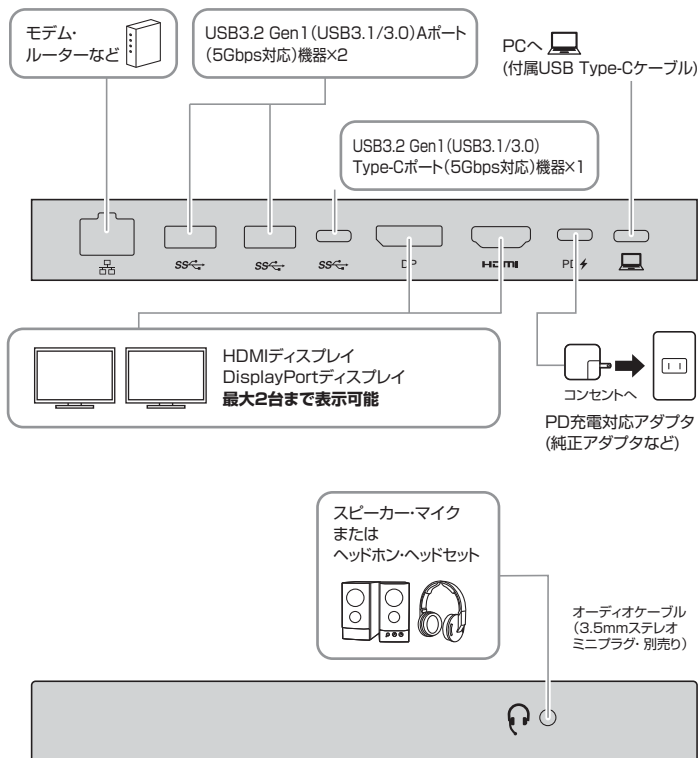 モデム・
ルーターなど
USB3.2 Gen1(USB3.1/3.0)Aポート
(5Gbps対応)機器×2
PCへ
(付属USB Type-Cケーブル)
USB3.2 Gen1(USB3.1/3.0)
Type-Cポート(5Gbps対応)機器×1
DP
HDMI
PD
HDMIディスプレイ
DisplayPortディスプレイ
最大2台まで表示可能
コンセントへ
PD充電対応アダプタ
(純正アダプタなど)
スピーカー・マイク
または
ヘッドホン・ヘッドセット
オーディオケーブル
(3.5mmステレオ
ミニプラグ・別売り)